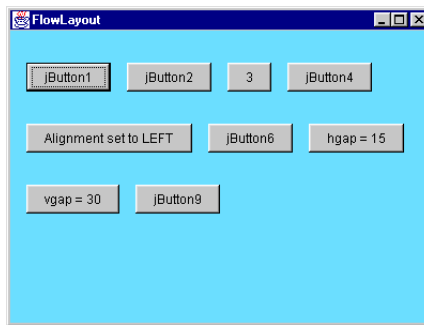 FlowLayout
jButton1 jButton2 3 jButton4
Alignment set to LEFT jButton6 hgap = 15
vgap = 30 jButton9